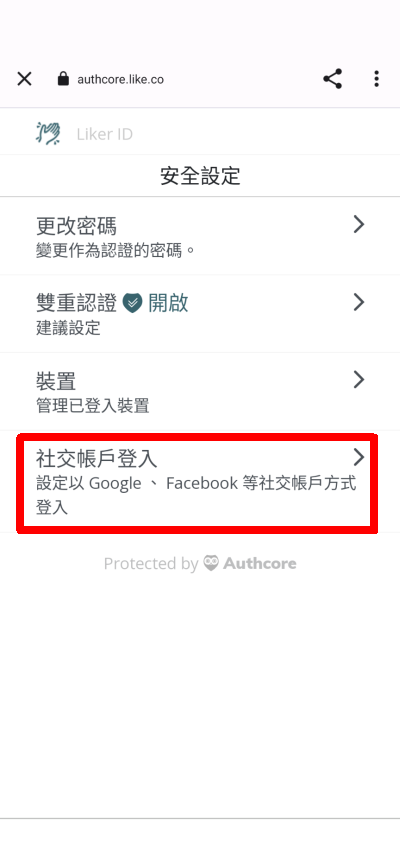 authcore.like.co
Liker ID
安全設定
更改密碼
變更作為認證的密碼。
雙重認證 開啟
建議設定
裝置
管理已登入裝置
社交帳戶登入
設定以 Google 、 Facebook 等社交帳戶方式
登入
Protected by Authcore